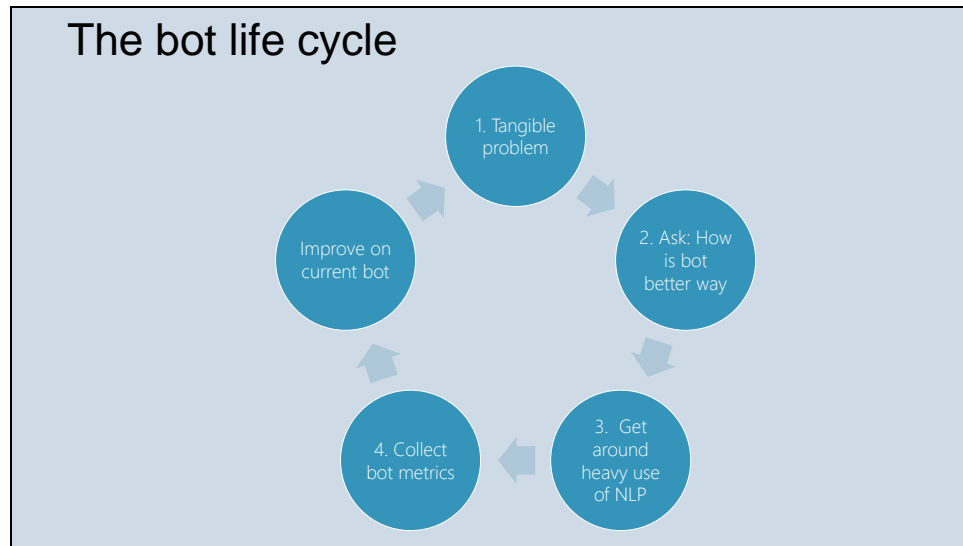 The bot life cycle
1. Tangible
problem
2. Ask: How
is bot
better way
3. Get
around
heavy use
of NLP
4. Collect
bot metrics
Improve on
current bot